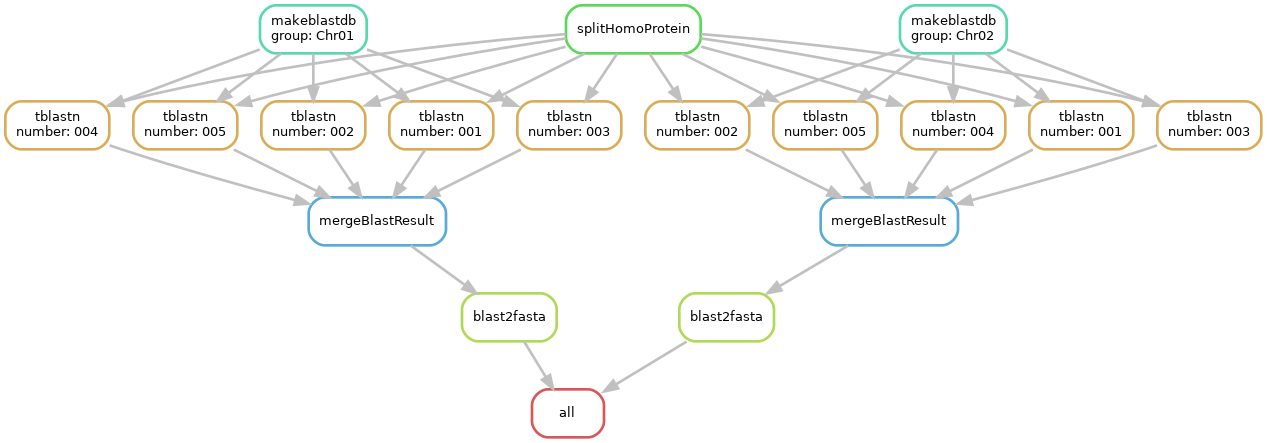 makeblastdb
group: Chr01
splitHomoProtein
makeblastdb
group: Chr02
tblastn
number: 004
tblastn
number: 005
tblastn
number: 002
tblastn
number: 001
tblastn
number: 003
tblastn
number: 002
tblastn
number: 005
tblastn
number: 004
tblastn
number: 001
tblastn
number: 003
mergeBlastResult
mergeBlastResult
blast2fasta
blast2fasta
all